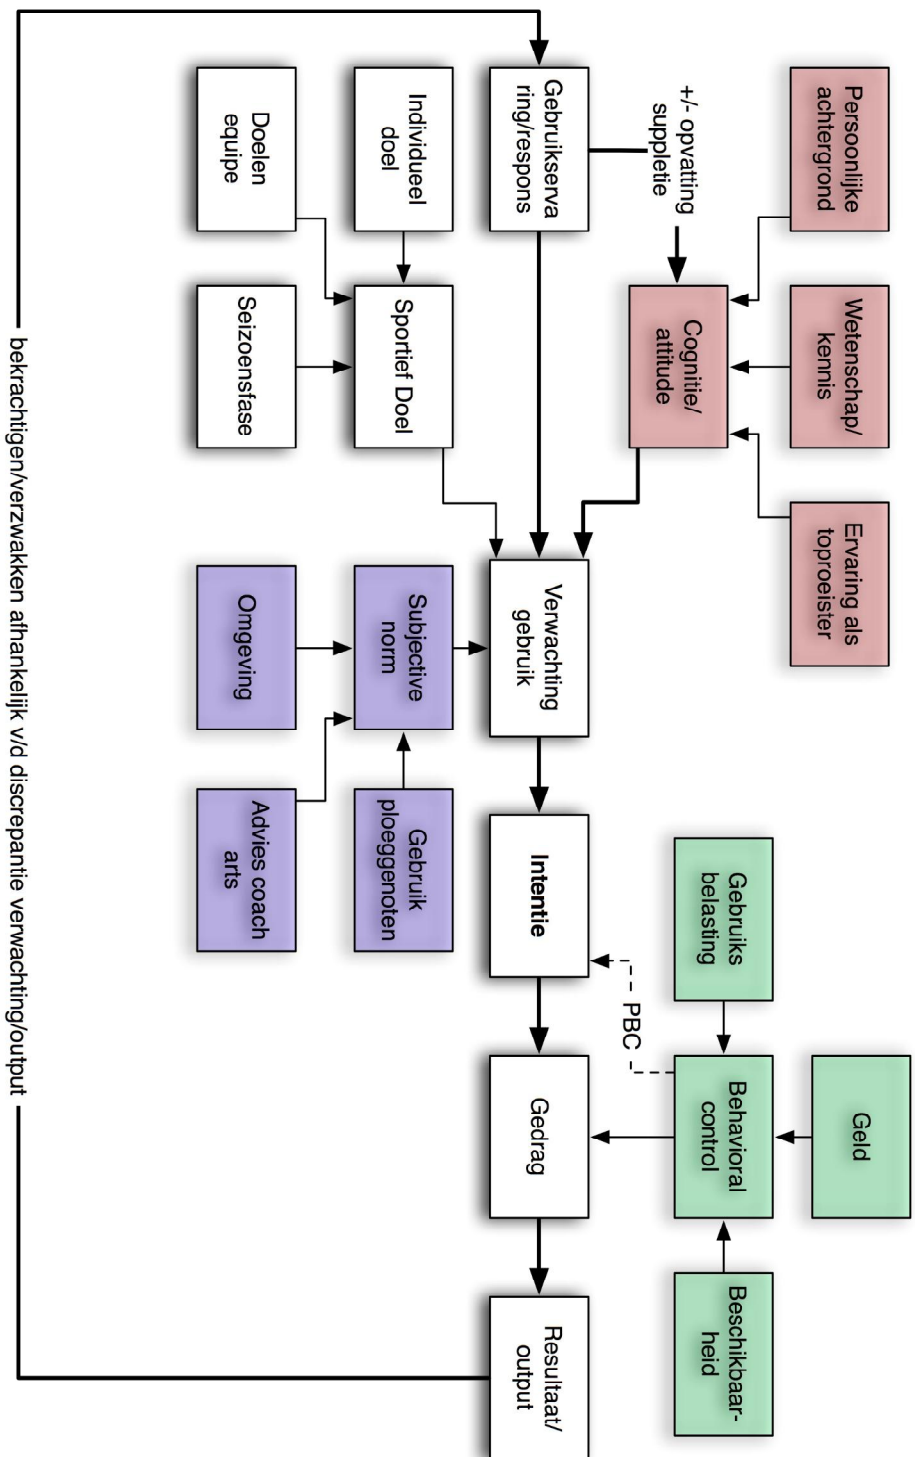 Persoonlijke
achtergrond
Wetenschap/
kennis
Ervaring als
toproeister
Geld
+/- opvatting
suppletie
Cognitie/
attitude
Gebruiks
belasting
Behavioral
control
Beschikbaar-
heid
PBC
Gebruikserva
ring/respons
Verwachting
gebruik
Intentie
Gedrag
Resultaat/
output
Individueel
doel
Sportief Doel
Subjective
norm
Gebruik
ploeggenoten
Doelen
equipe
Seizoensfase
Omgeving
Advies coach
arts
bekrachtigen/verzwakken afhankelijk v/d discrepantie verwachting/output